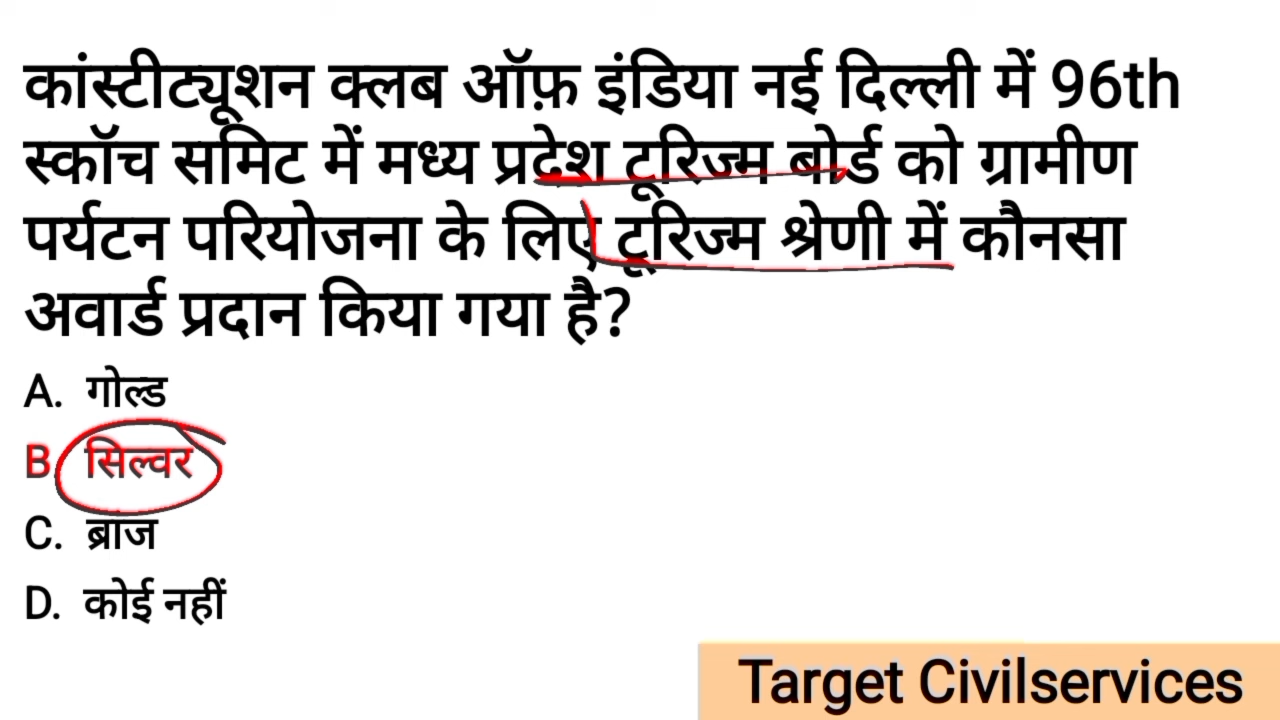 कांस्टीट्यूशन क्लब ऑफ़ इंडिया नई दिल्ली में 96th
स्कॉच समिट में मध्य प्रदेश टूरिज्म बोर्ड को ग्रामीण
पर्यटन परियोजना के लिए टूरिज्म श्रेणी में कौनसा
अवार्ड प्रदान किया गया है?
A. गोल्ड
B सिल्वर
C. ब्राज
D. कोई नहीं
Target Civilservices